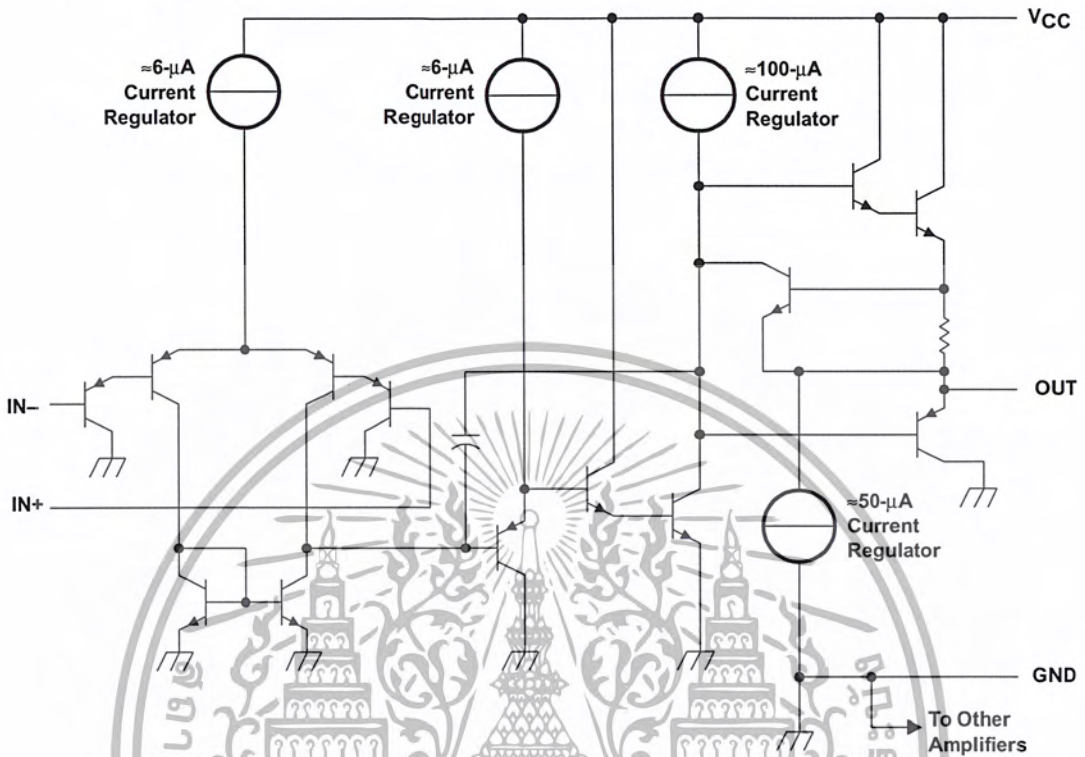 VCC
≈6-μA
Current
Regulator
≈6-μA
Current
Regulator
≈100-μA
Current
Regulator
IN–
OUT
IN+
≈50-μA
Current
Regulator
GND
To Other
Amplifiers